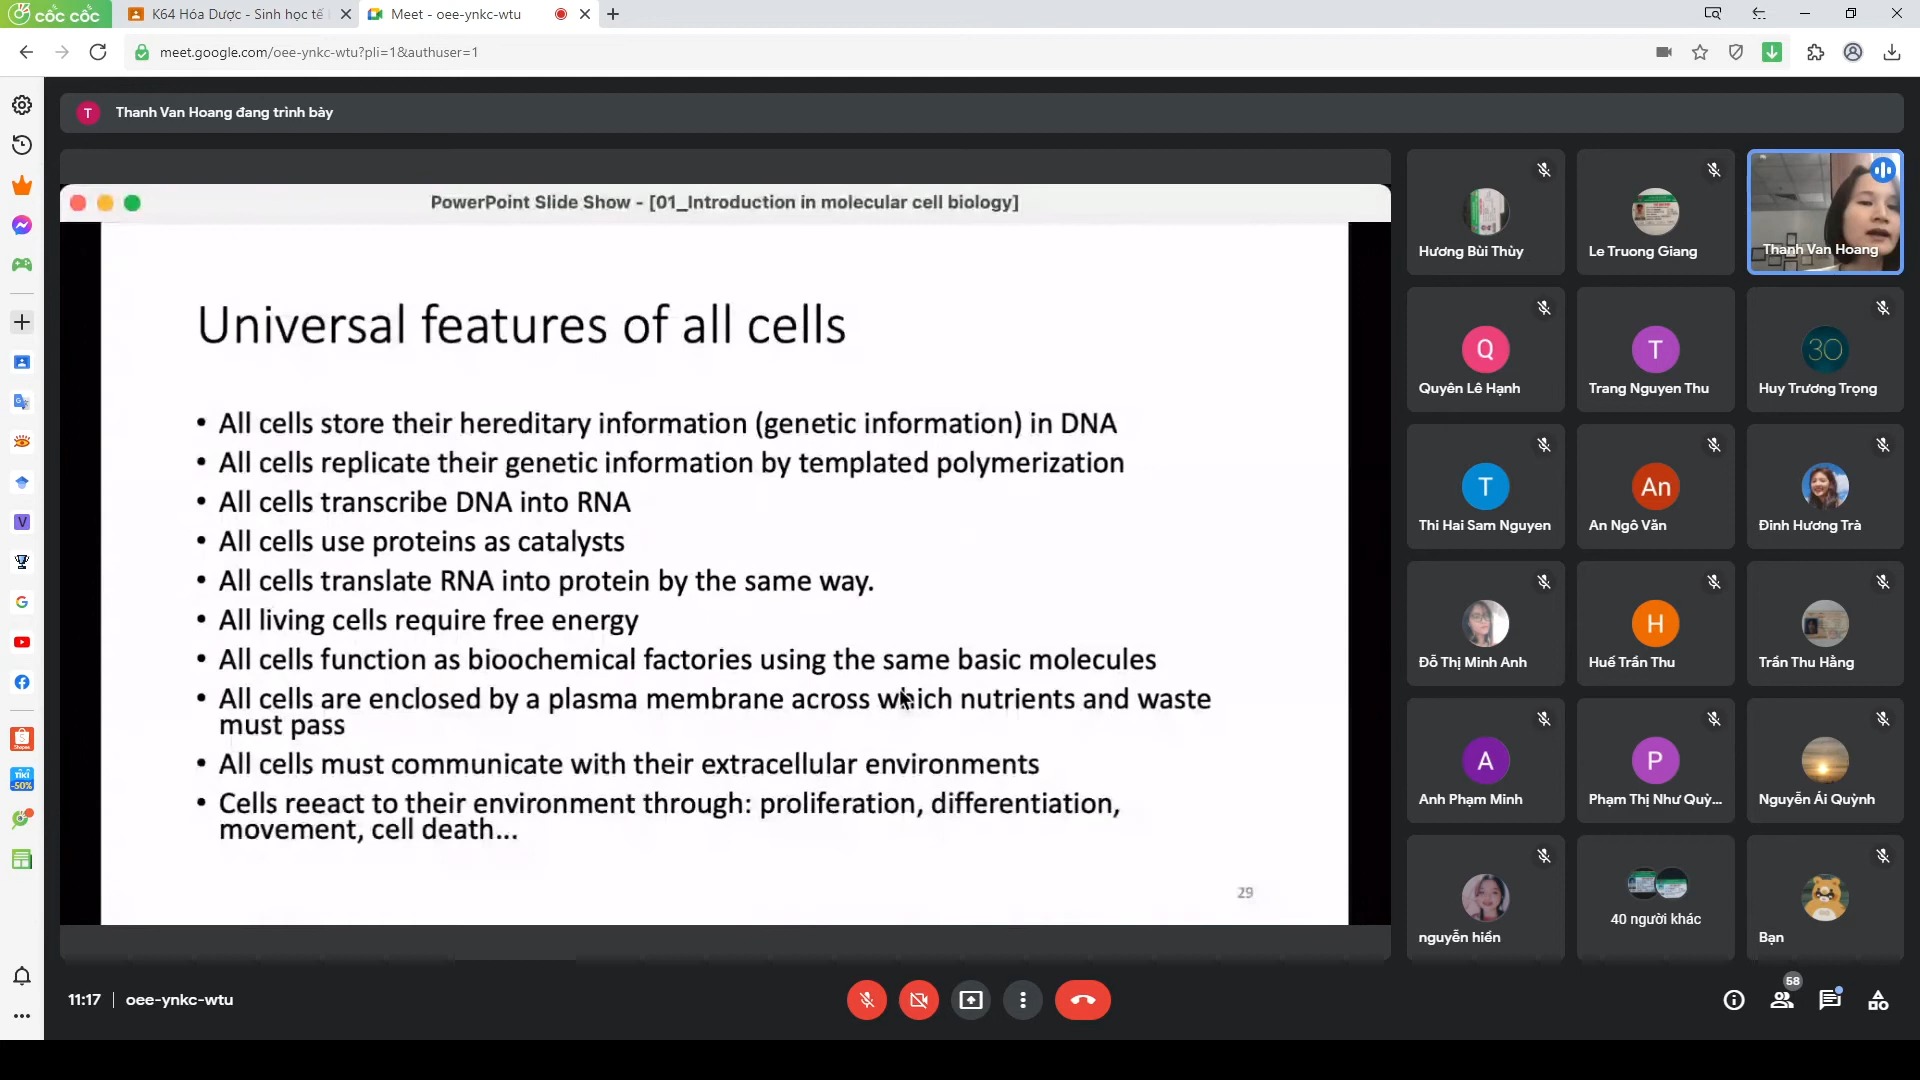 cốc cốc
K64 Hóa Dược - Sinh học tế
Meet - oee-ynkc-wtu
meet.google.com/oee-ynkc-wtu?pli=1&authuser=1
T
Thanh Van Hoang đang trình bày
PowerPoint Slide Show - [01_Introduction in molecular cell biology]
Universal features of all cells
• All cells store their hereditary information (genetic information) in DNA
• All cells replicate their genetic information by templated polymerization
• All cells transcribe DNA into RNA
• All cells use proteins as catalysts
• All cells translate RNA into protein by the same way.
• All living cells require free energy
• All cells function as bioochemical factories using the same basic molecules
• All cells are enclosed by a plasma membrane across which nutrients and waste
must pass
• All cells must communicate with their extracellular environments
• Cells reeact to their environment through: proliferation, differentiation,
movement, cell death...
29
Hương Bùi Thủy
Le Truong Giang
Thanh Van Hoang
Q
Quyên Lê Hạnh
T
Trang Nguyen Thu
30
Huy Trương Trọng
T
Thi Hai Sam Nguyen
An
An Ngô Văn
Đinh Hương Trà
Đỗ Thị Minh Anh
H
Huế Trần Thu
Trần Thu Hằng
A
Anh Phạm Minh
P
Phạm Thị Như Quỳ...
Nguyễn Ái Quỳnh
nguyễn hiền
40 người khác
Bạn
V
G
TIKI
-50%
11:17
oee-ynkc-wtu
58